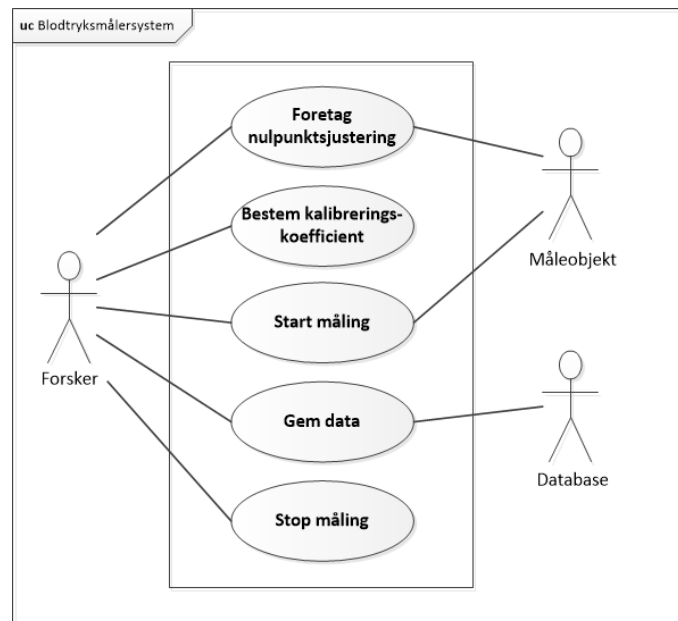 uc Blodtryksmålersystem
Foretag
nulpunktsjustering
Bestem kalibrerings-
koefficient
Måleobjekt
Start måling
Forsker
Gem data
Database
Stop måling